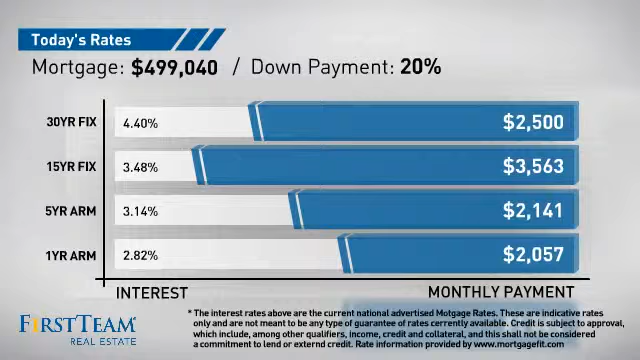 Today's Rates
Mortgage: $499,040 / Down Payment: 20%
30YR FIX 4.40% $2,500
15YR FIX 3.48% $3,563
5YR ARM 3.14% $2,141
1YR ARM 2.82% $2,057
INTEREST MONTHLY PAYMENT
FIRSTTEAM®
REAL ESTATE
* The interest rates above are the current national advertised Motgage Rates. These are indicative rates
only and are not meant to be any type of guarantee of rates cerrently available. Credit is subject to approval,
which include, among other qualifiers, income, credit and collateral, and this shall not be considered
a commitment to lend or externd credit. Rate information provided by www.mortgagefit.com